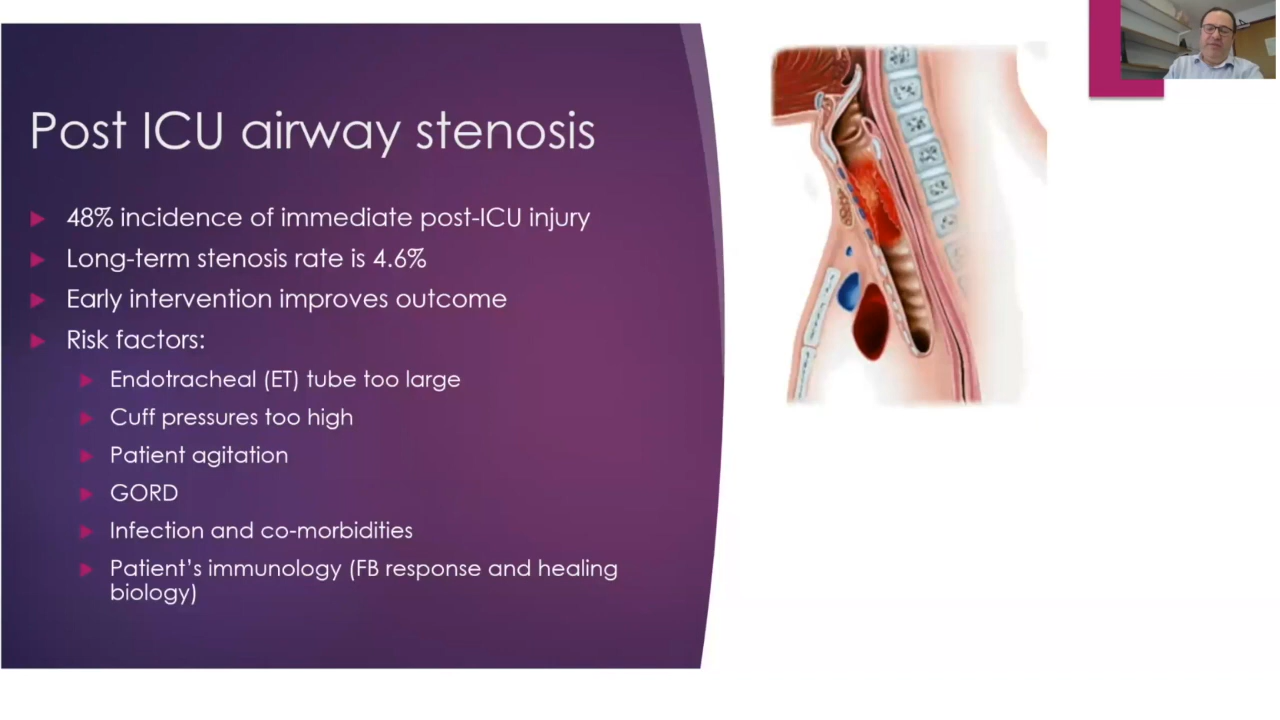 Post ICU airway stenosis
48% incidence of immediate post-ICU injury
Long-term stenosis rate is 4.6%
Early intervention improves outcome
Risk factors:
Endotracheal (ET) tube too large
Cuff pressures too high
Patient agitation
GORD
Infection and co-morbidities
Patient's immunology (FB response and healing
biology)